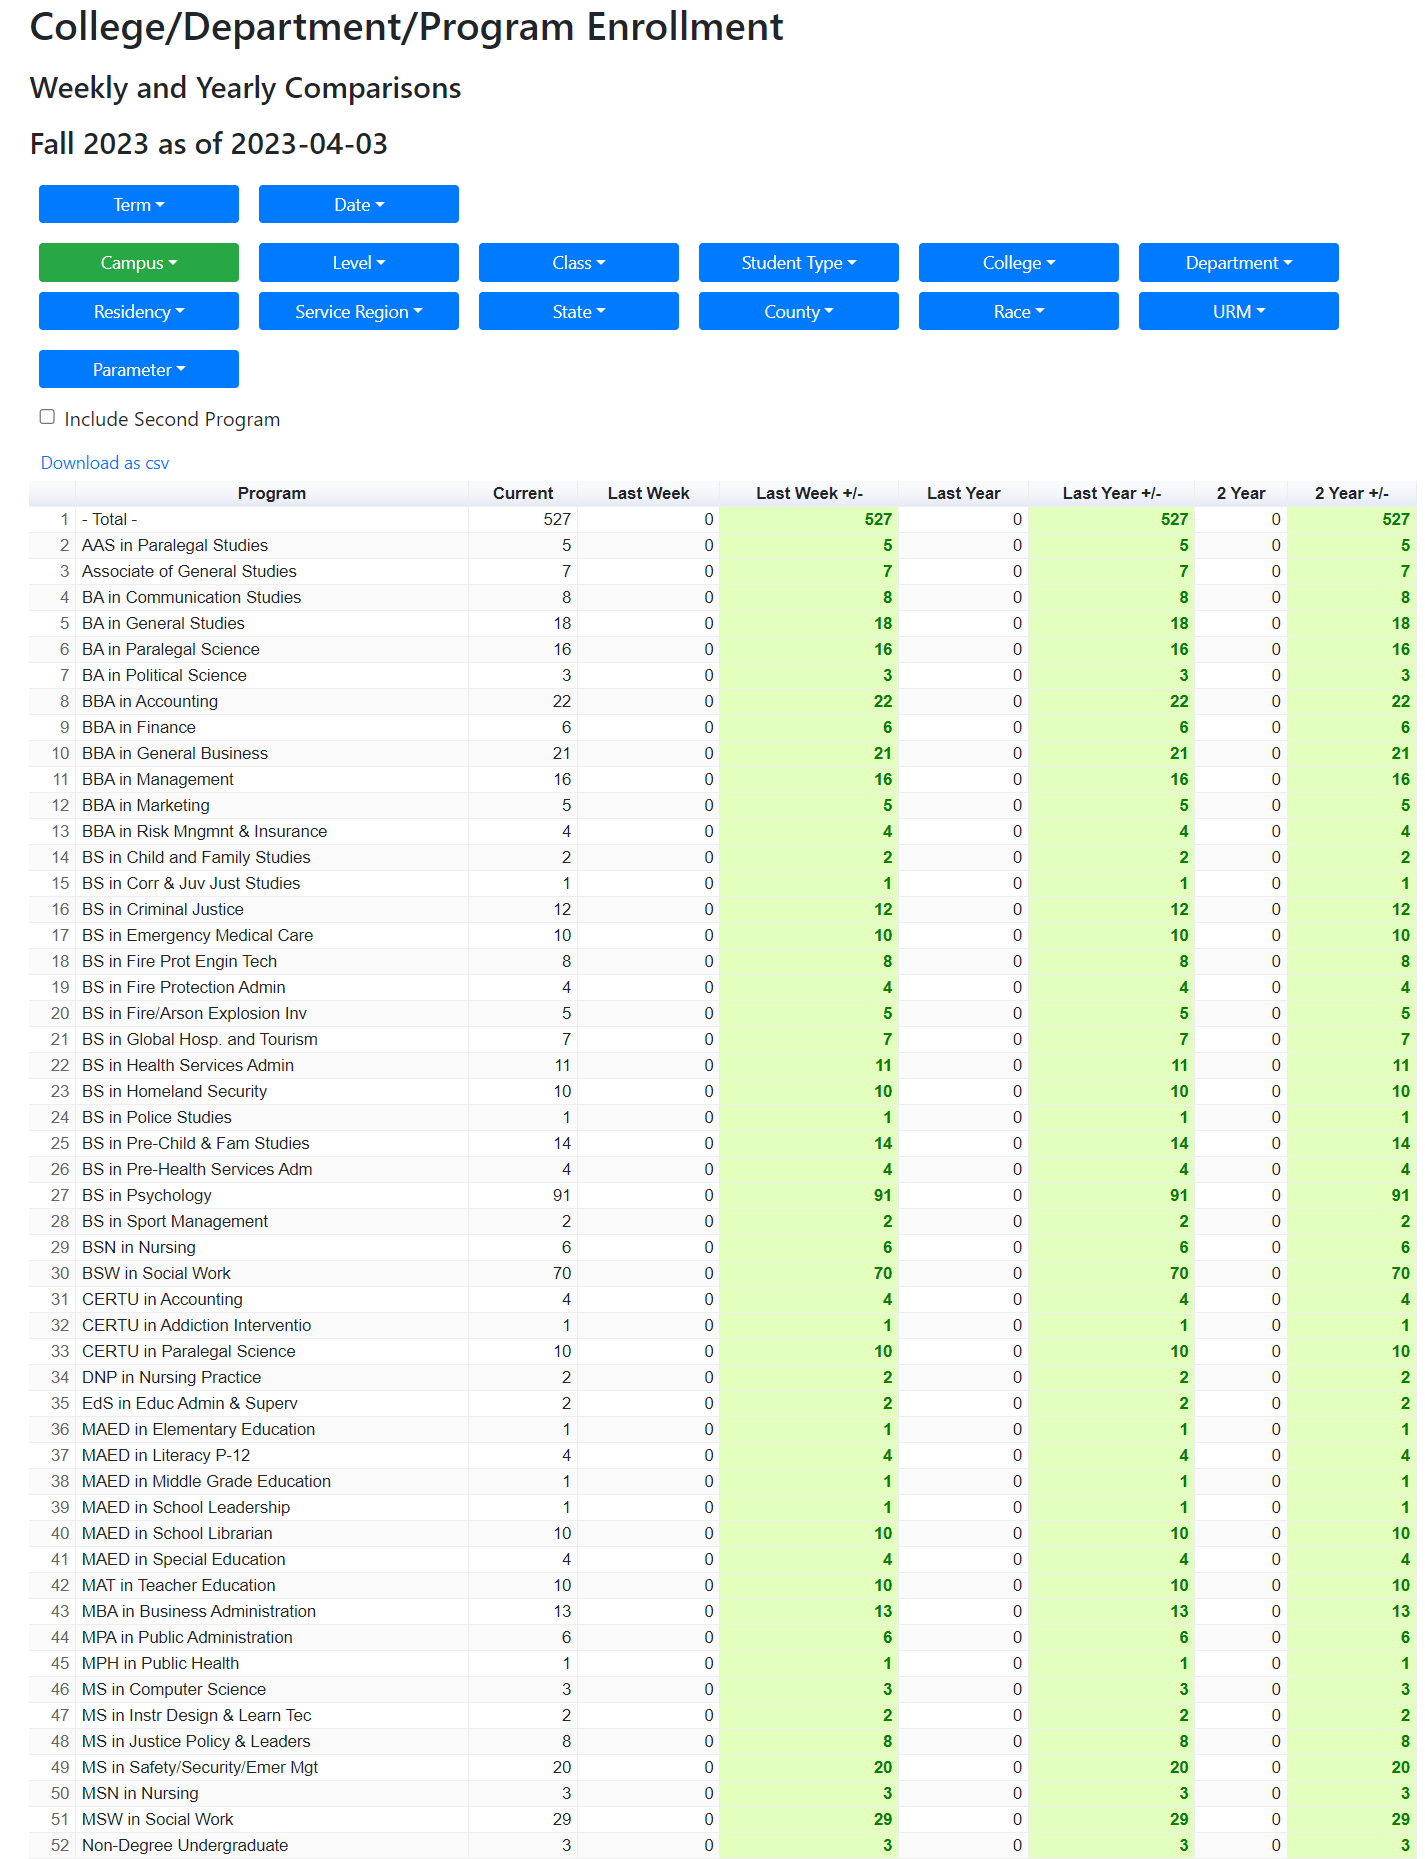 College/Department/Program Enrollment
Weekly and Yearly Comparisons
Fall 2023 as of 2023-04-03
Term Date
Campus Level Class Student Type College Department
Residency Service Region State County Race URM
Parameter
Include Second Program
Download as csv
Program Current Last Week Last Week +/- Last Year Last Year +/- 2 Year 2 Year +/-
1 - Total - 527 0 527 0 527 0 527
2 AAS in Paralegal Studies 5 0 5 0 5 0 5
3 Associate of General Studies 7 0 7 0 7 0 7
4 BA in Communication Studies 8 0 8 0 8 0 8
5 BA in General Studies 18 0 18 0 18 0 18
6 BA in Paralegal Science 16 0 16 0 16 0 16
7 BA in Political Science 3 0 3 0 3 0 3
8 BBA in Accounting 22 0 22 0 22 0 22
9 BBA in Finance 6 0 6 0 6 0 6
10 BBA in General Business 21 0 21 0 21 0 21
11 BBA in Management 16 0 16 0 16 0 16
12 BBA in Marketing 5 0 5 0 5 0 5
13 BBA in Risk Mngmnt & Insurance 4 0 4 0 4 0 4
14 BS in Child and Family Studies 2 0 2 0 2 0 2
15 BS in Corr & Juv Just Studies 1 0 1 0 1 0 1
16 BS in Criminal Justice 12 0 12 0 12 0 12
17 BS in Emergency Medical Care 10 0 10 0 10 0 10
18 BS in Fire Prot Engin Tech 8 0 8 0 8 0 8
19 BS in Fire Protection Admin 4 0 4 0 4 0 4
20 BS in Fire/Arson Explosion Inv 5 0 5 0 5 0 5
21 BS in Global Hosp. and Tourism 7 0 7 0 7 0 7
22 BS in Health Services Admin 11 0 11 0 11 0 11
23 BS in Homeland Security 10 0 10 0 10 0 10
24 BS in Police Studies 1 0 1 0 1 0 1
25 BS in Pre-Child & Fam Studies 14 0 14 0 14 0 14
26 BS in Pre-Health Services Adm 4 0 4 0 4 0 4
27 BS in Psychology 91 0 91 0 91 0 91
28 BS in Sport Management 2 0 2 0 2 0 2
29 BSN in Nursing 6 0 6 0 6 0 6
30 BSW in Social Work 70 0 70 0 70 0 70
31 CERTU in Accounting 4 0 4 0 4 0 4
32 CERTU in Addiction Interventio 1 0 1 0 1 0 1
33 CERTU in Paralegal Science 10 0 10 0 10 0 10
34 DNP in Nursing Practice 2 0 2 0 2 0 2
35 EdS in Educ Admin & Superv 2 0 2 0 2 0 2
36 MAED in Elementary Education 1 0 1 0 1 0 1
37 MAED in Literacy P-12 4 0 4 0 4 0 4
38 MAED in Middle Grade Education 1 0 1 0 1 0 1
39 MAED in School Leadership 1 0 1 0 1 0 1
40 MAED in School Librarian 10 0 10 0 10 0 10
41 MAED in Special Education 4 0 4 0 4 0 4
42 MAT in Teacher Education 10 0 10 0 10 0 10
43 MBA in Business Administration 13 0 13 0 13 0 13
44 MPA in Public Administration 6 0 6 0 6 0 6
45 MPH in Public Health 1 0 1 0 1 0 1
46 MS in Computer Science 3 0 3 0 3 0 3
47 MS in Instr Design & Learn Tec 2 0 2 0 2 0 2
48 MS in Justice Policy & Leaders 8 0 8 0 8 0 8
49 MS in Safety/Security/Emer Mgt 20 0 20 0 20 0 20
50 MSN in Nursing 3 0 3 0 3 0 3
51 MSW in Social Work 29 0 29 0 29 0 29
52 Non-Degree Undergraduate 3 0 3 0 3 0 3